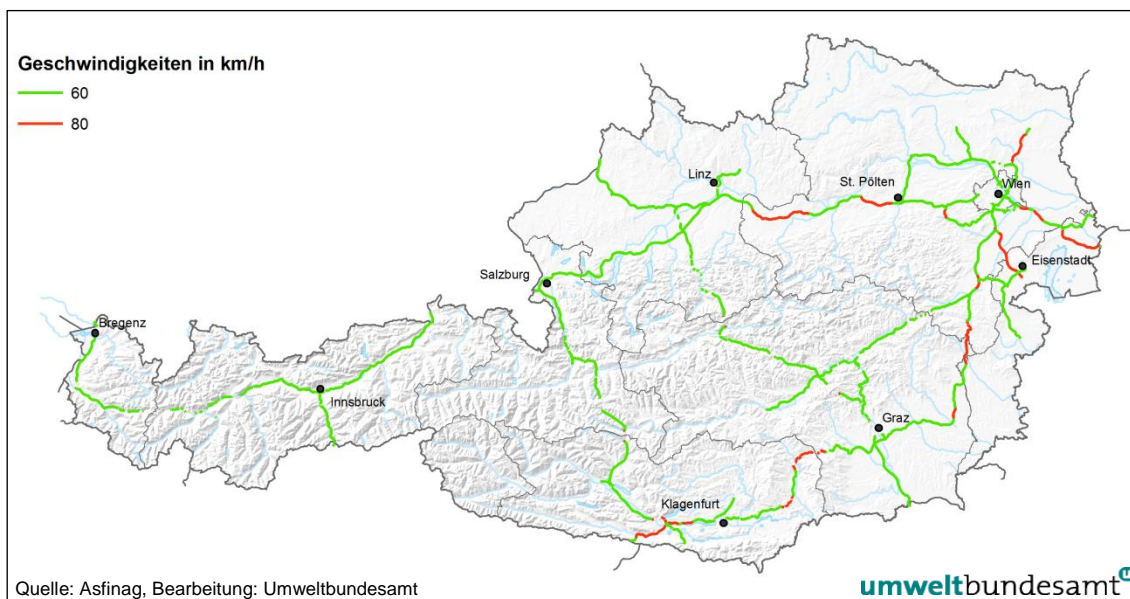 Geschwindigkeiten in km/h
60
80
Linz
St. Pölten
Wien
Eisenstadt
Salzburg
Bregenz
Innsbruck
Graz
Klagenfurt
Quelle: Asfinag, Bearbeitung: Umweltbundesamt
umweltbundesamt